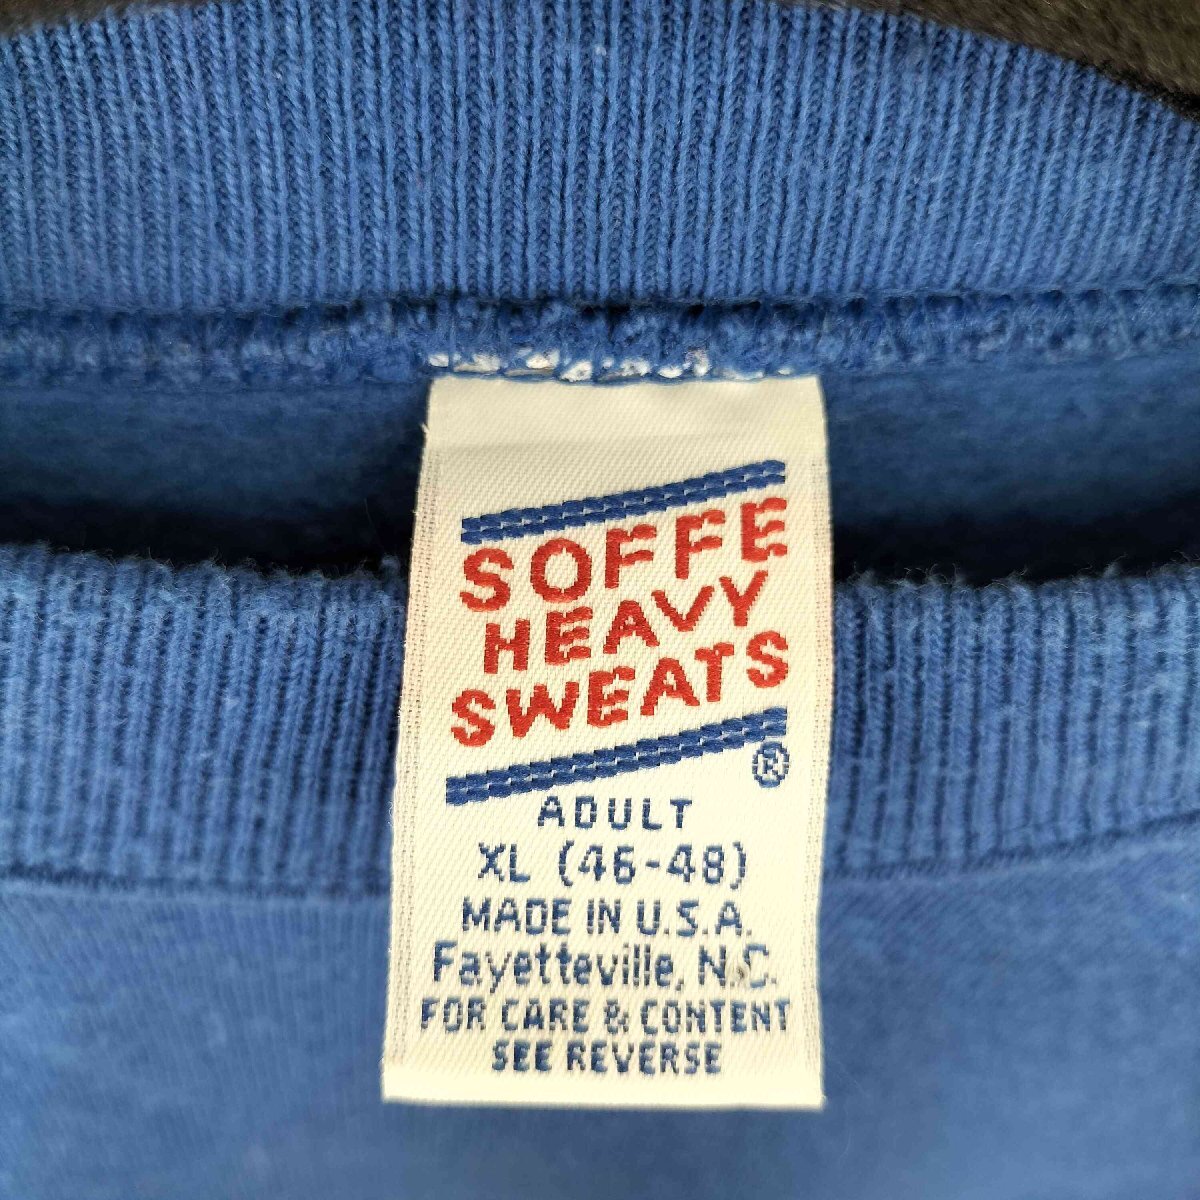 SOFFE
HEAVY
SWEATS
®
ADULT
XL (46-48)
MADE IN U.S.A.
Fayetteville, N.C.
FOR CARE & CONTENT
SEE REVERSE